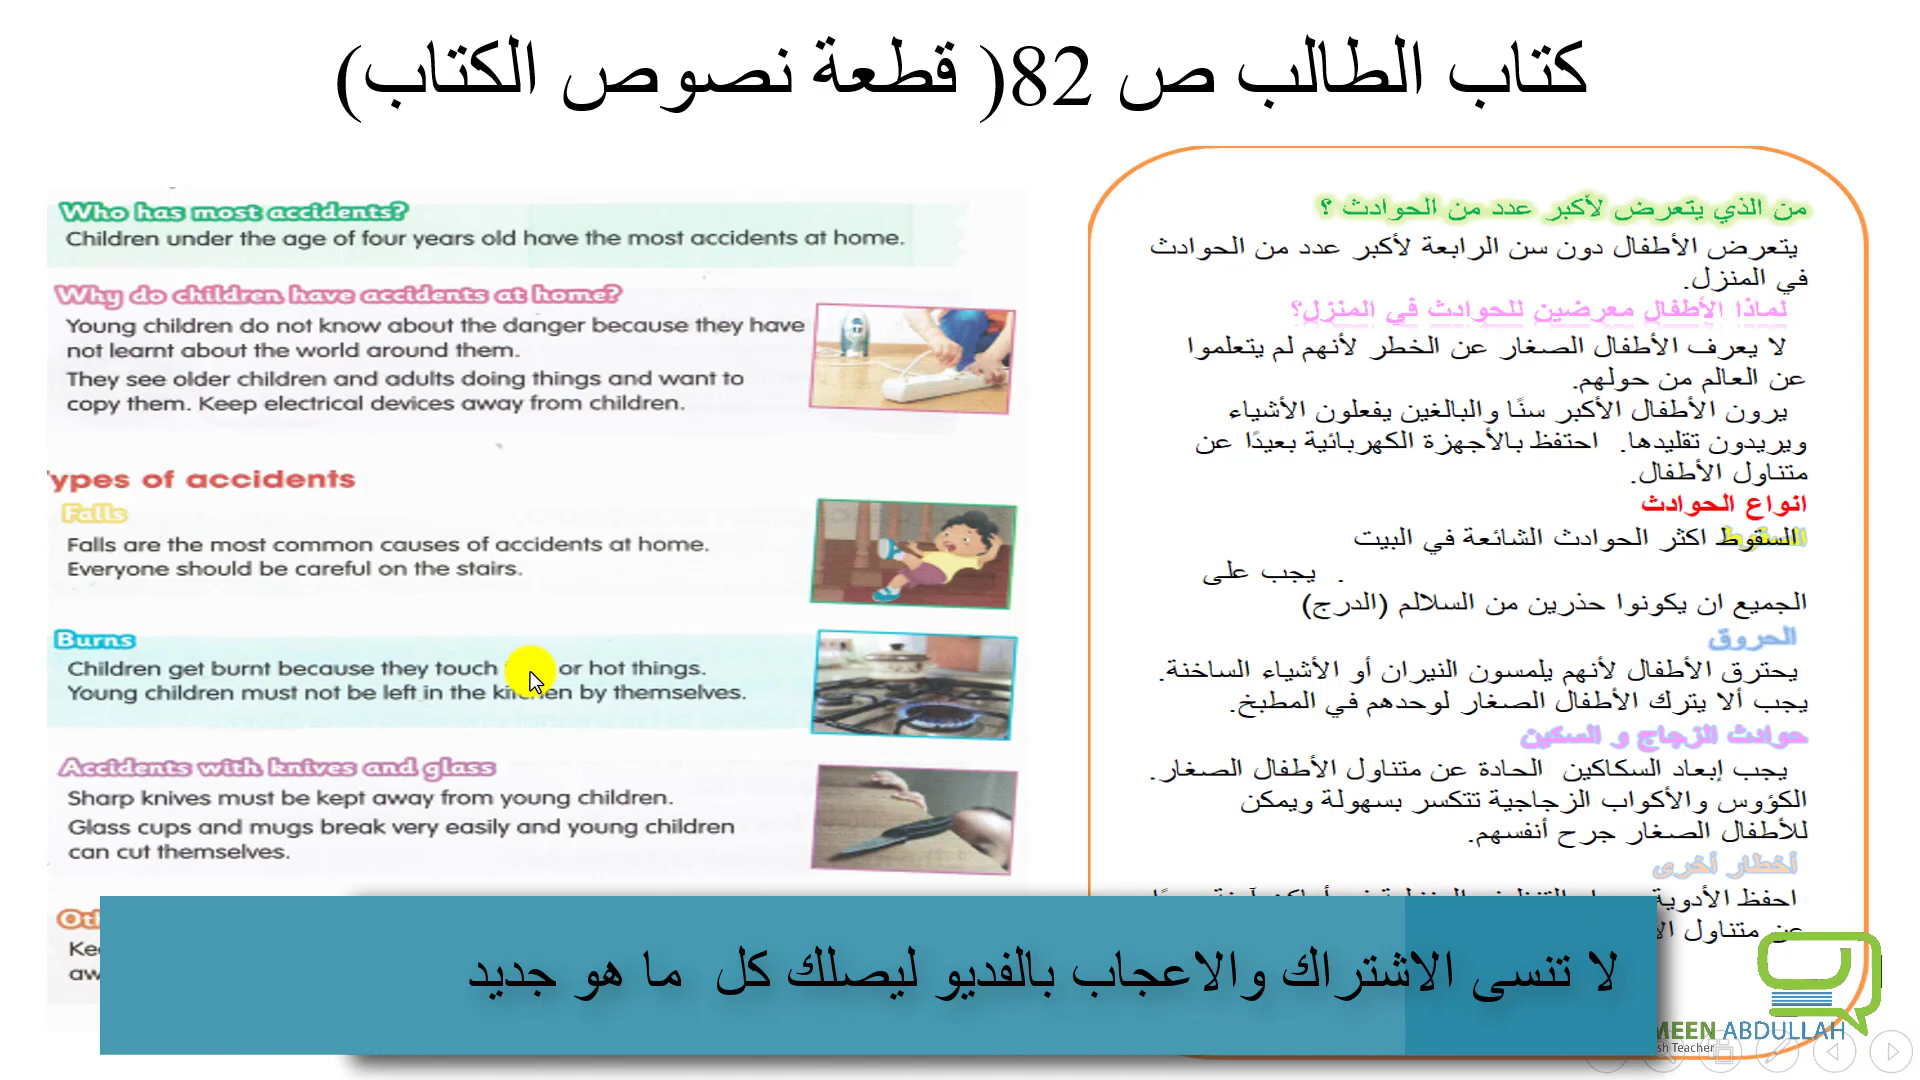 كتاب الطالب ص 82( قطعة نصوص الكتاب)
Who has most accidents?
Children under the age of four years old have the most accidents at home.
Why do children have accidents at home?
Young children do not know about the danger because they have
not learnt about the world around them.
They see older children and adults doing things and want to
copy them. Keep electrical devices away from children.
ypes of accidents
Falls
Falls are the most common causes of accidents at home.
Everyone should be careful on the stairs.
Burns
Children get burnt because they touch or hot things.
Young children must not be left in the kitchen by themselves.
Accidents with knives and glass
Sharp knives must be kept away from young children.
Glass cups and mugs break very easily and young children
can cut themselves.
من الذي يتعرض لأكبر عدد من الحوادث ؟
يتعرض الأطفال دون سن الرابعة لأكبر عدد من الحوادث
في المنزل.
لماذا الأطفال معرضين للحوادث في المنزل؟
لا يعرف الأطفال الصغار عن الخطر لأنهم لم يتعلموا
عن العالم من حولهم.
يرون الأطفال الأكبر سنًا والبالغين يفعلون الأشياء
ويريدون تقليدها. احتفظ بالأجهزة الكهربائية بعيدًا عن
متناول الأطفال.
انواع الحوادث
السقوط اكثر الحوادث الشائعة في البيت
. يجب على
الجميع ان يكونوا حذرين من السلالم (الدرج)
الحروق
يحترق الأطفال لأنهم يلمسون النيران أو الأشياء الساخنة.
يجب ألا يترك الأطفال الصغار لوحدهم في المطبخ.
حوادث الزجاج و السكين
يجب إبعاد السكاكين الحادة عن متناول الأطفال الصغار.
الكؤوس والأكواب الزجاجية تتكسر بسهولة ويمكن
للأطفال الصغار جرح أنفسهم.
أخطار أخرى
احفظ الأدوية
عن متناول
لا تنسى الاشتراك والاعجاب بالفديو ليصلك كل ما هو جديد
MEEN ABDULLAH
sh Teacher